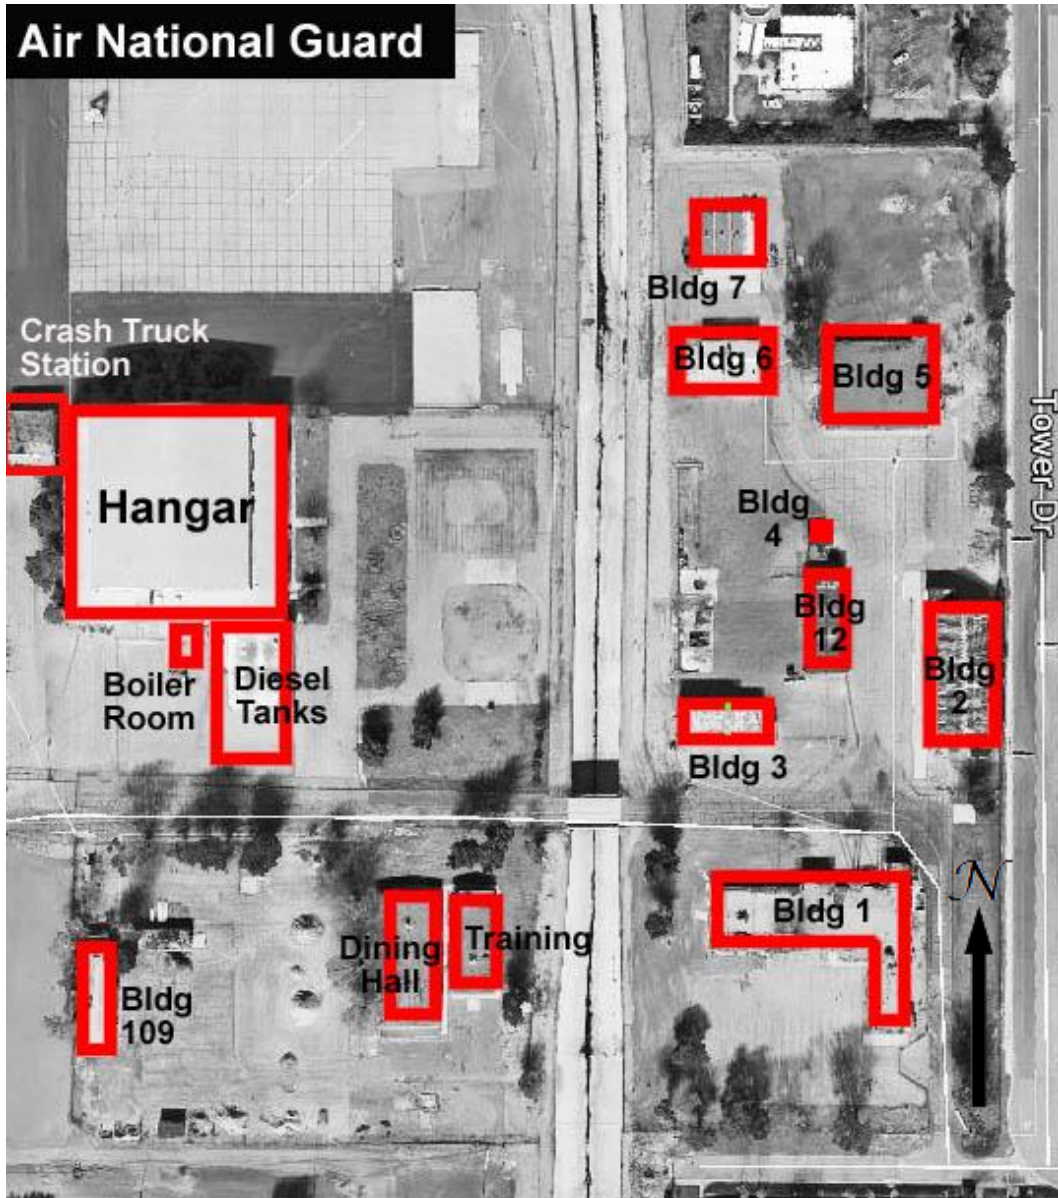 Air National Guard
Bldg 7
Crash Truck
Station
Bldg 6
Bldg 5
Tower Dr
Hangar
Bldg
4
Bldg
12
Boiler
Room
Diesel
Tanks
Bldg
2
Bldg 3
N
Bldg 1
Dining
Hall
Training
Bldg
109